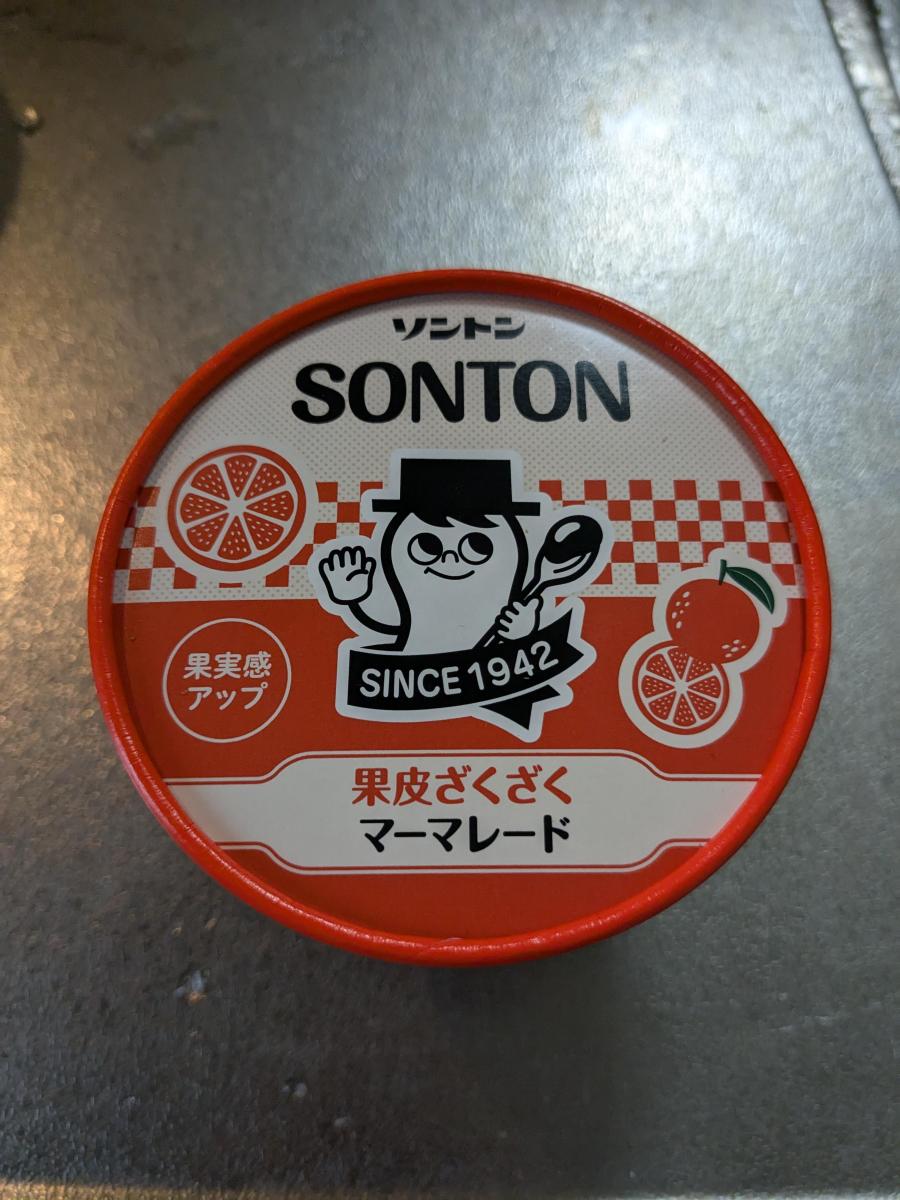 ソントン
SONTON
SINCE 1942
果実感
アップ
果皮ざくざく
マーマレード